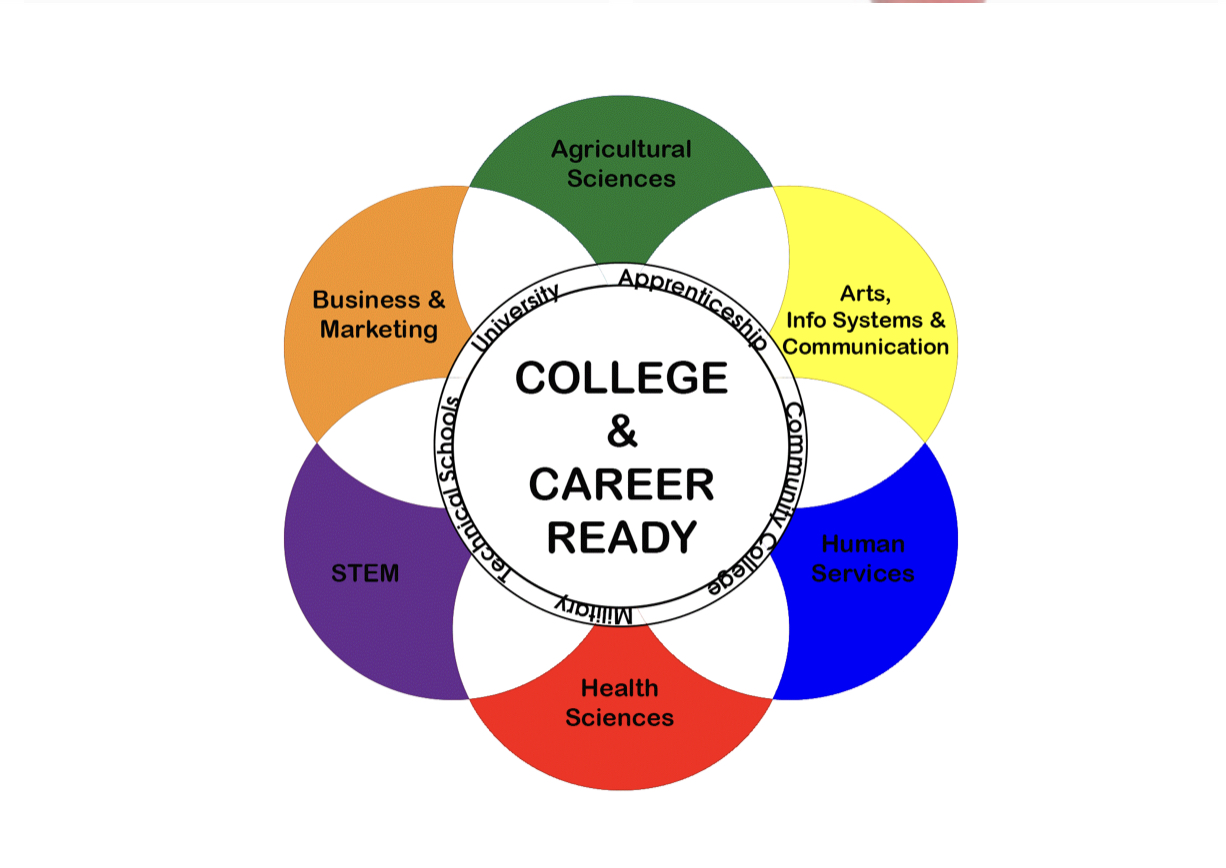 Agricultural
Sciences
Arts,
Info Systems &
Communication
Human
Services
Health
Sciences
STEM
Business &
Marketing
University
Apprenticeship
Community College
Military
Technical Schools
COLLEGE
&
CAREER
READY